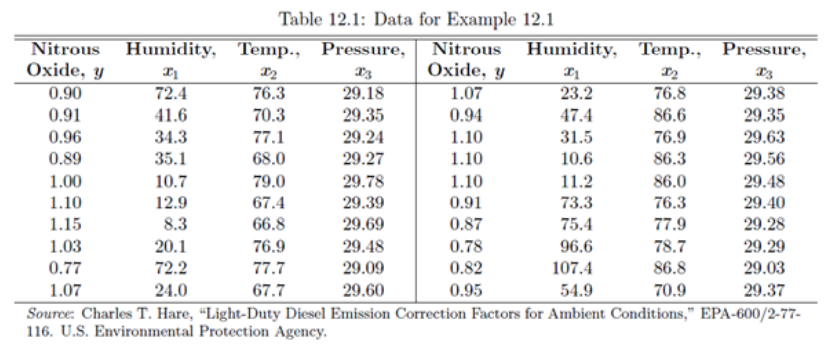 Table 12.1: Data for Example 12.1
Nitrous Humidity, Temp., Pressure, Nitrous Humidity, Temp., Pressure,
Oxide, y x1 x2 x3 Oxide, y x1 x2 x3
0.90 72.4 76.3 29.18 1.07 23.2 76.8 29.38
0.91 41.6 70.3 29.35 0.94 47.4 86.6 29.35
0.96 34.3 77.1 29.24 1.10 31.5 76.9 29.63
0.89 35.1 68.0 29.27 1.10 10.6 86.3 29.56
1.00 10.7 79.0 29.78 1.10 11.2 86.0 29.48
1.10 12.9 67.4 29.39 0.91 73.3 76.3 29.40
1.15 8.3 66.8 29.69 0.87 75.4 77.9 29.28
1.03 20.1 76.9 29.48 0.78 96.6 78.7 29.29
0.77 72.2 77.7 29.09 0.82 107.4 86.8 29.03
1.07 24.0 67.7 29.60 0.95 54.9 70.9 29.37
Source: Charles T. Hare, “Light-Duty Diesel Emission Correction Factors for Ambient Conditions,” EPA-600/2-77-
116. U.S. Environmental Protection Agency.